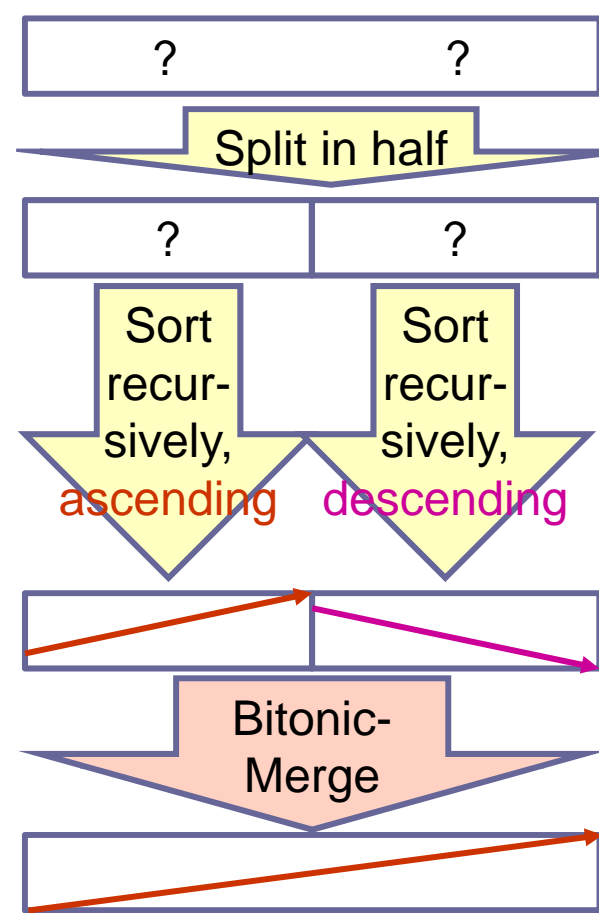 ? ?
Split in half
? ?
Sort
recur-
sively,
ascending
Sort
recur-
sively,
descending
Bitonic-
Merge